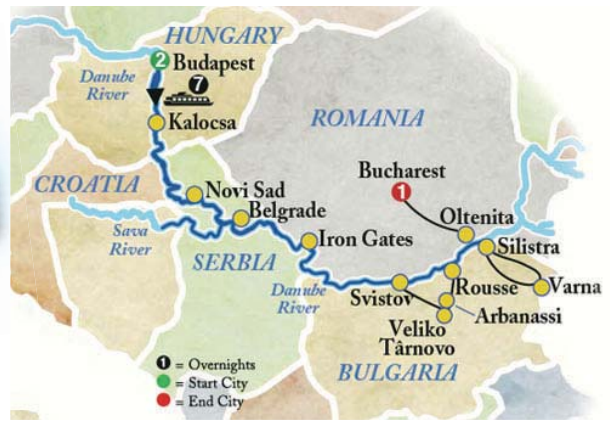 HUNGARY
2 Budapest
Danube
River
7
Kalocsa
ROMANIA
Bucharest
1
CROATIA
Novi Sad
Belgrade
Oltenita
Sava
River
Iron Gates
Silistra
SERBIA
Danube
River
Svistov
Rousse
Varna
Arbanassi
Veliko
Târnovo
BULGARIA
1 = Overnights
= Start City
= End City